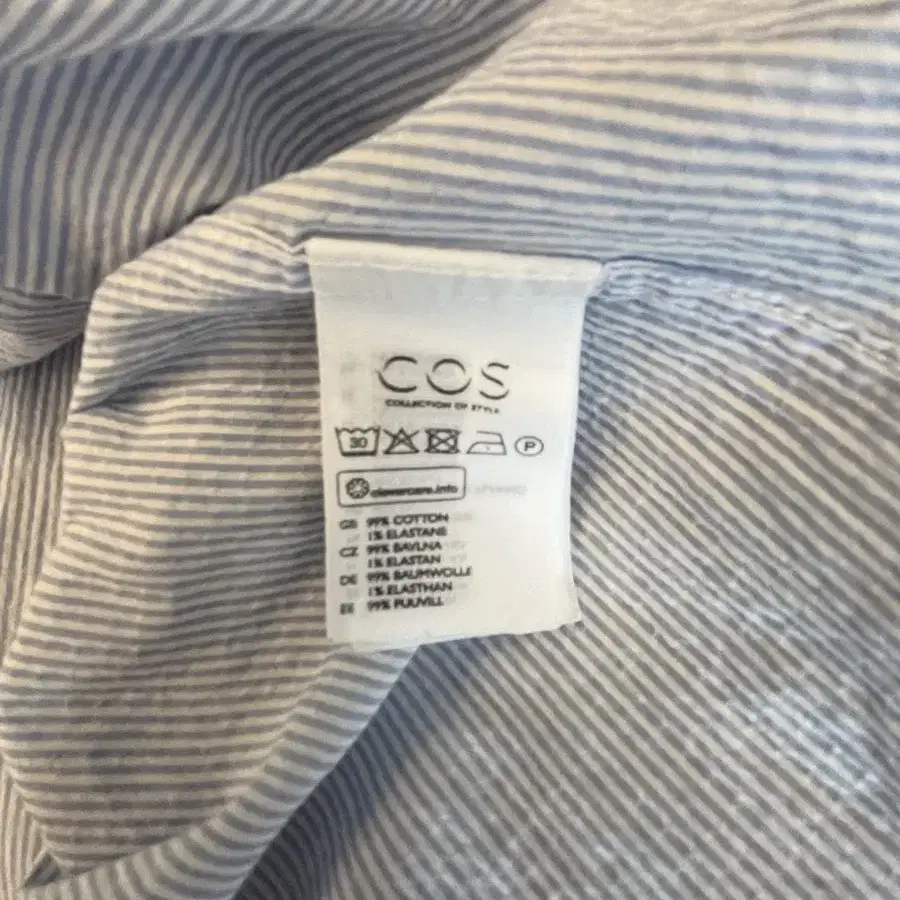 COS
COLLECTION OF STYLE
30
P
clevercare.info
GB 99% COTTON
1% ELASTANE
CZ 99% BAVLNA
1% ELASTAN
DE 99% BAUMWOLLE
1% ELASTHAN
EE 99% PUUVILL